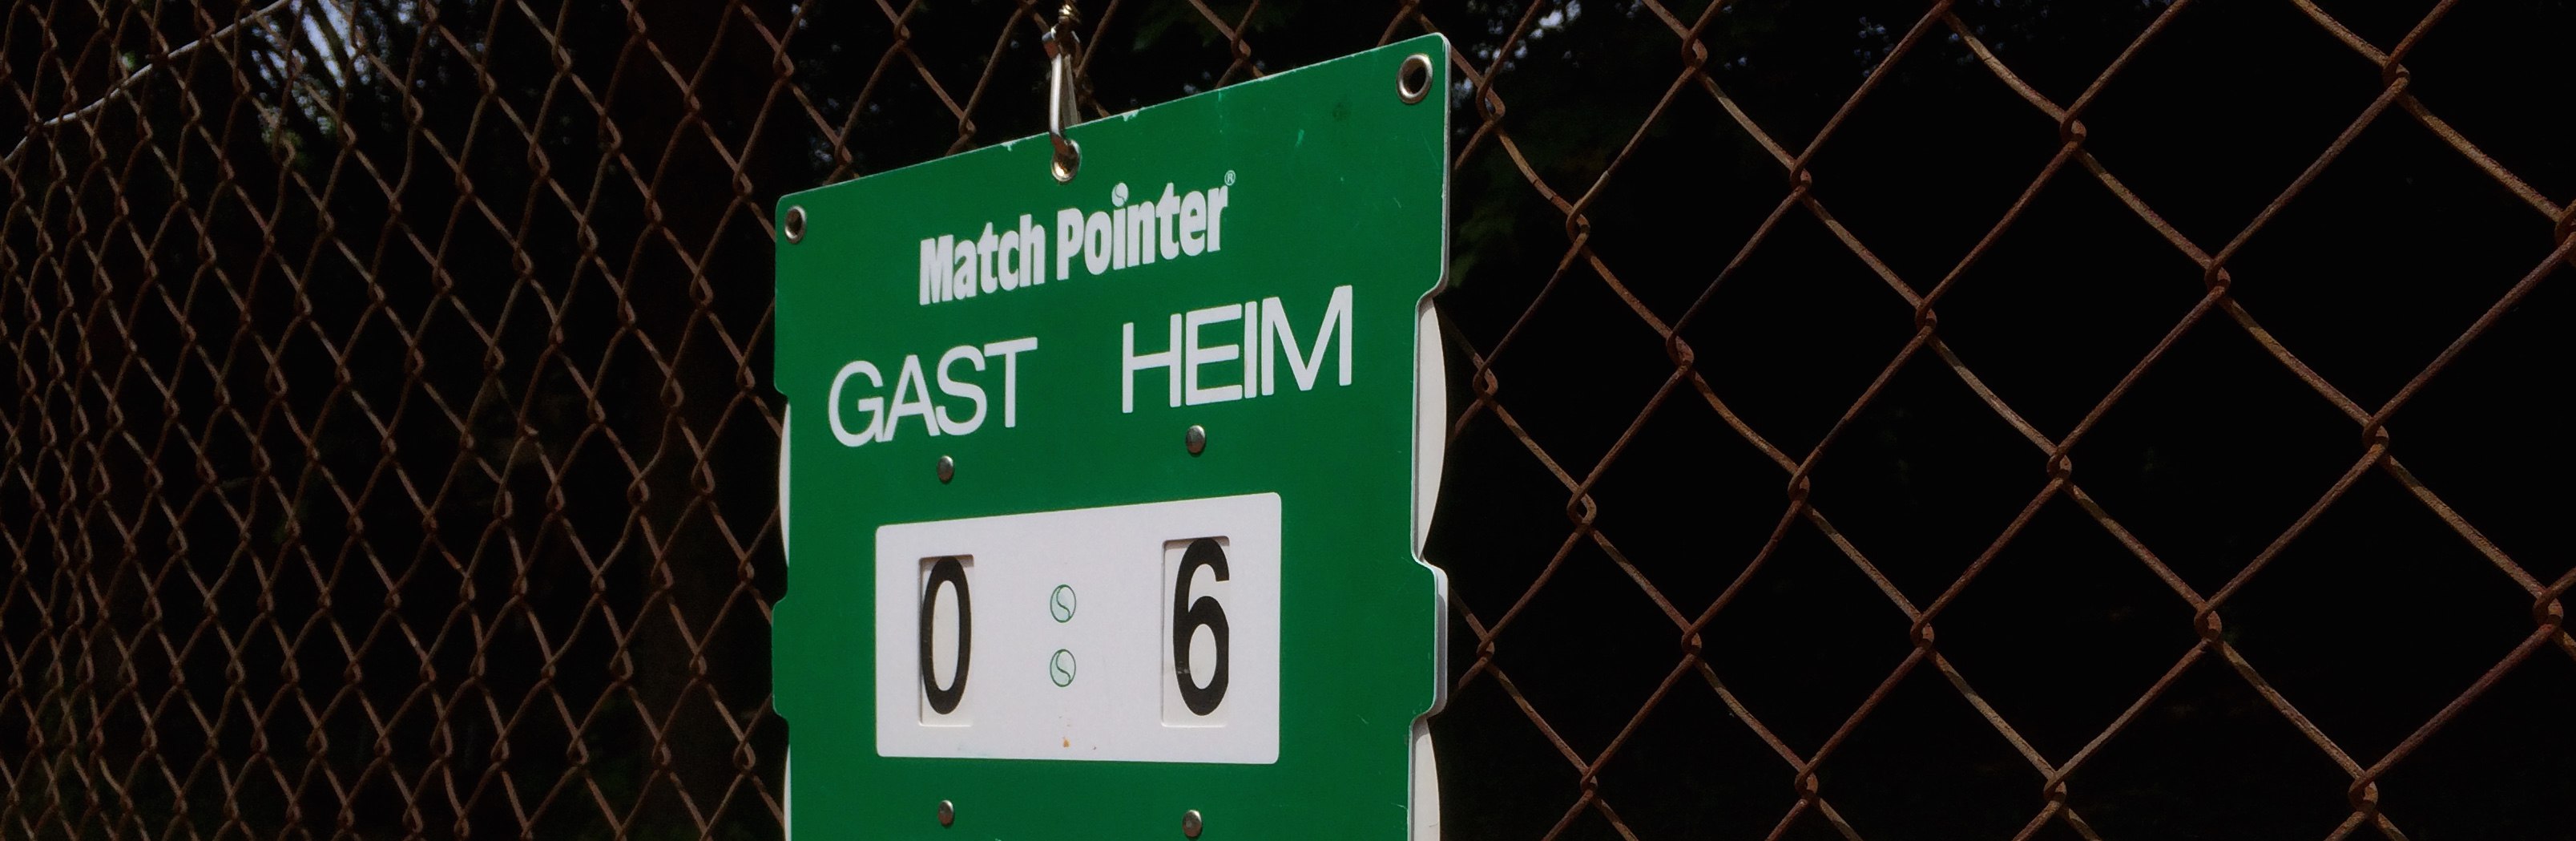 Match Pointer®
GAST HEIM
0 6